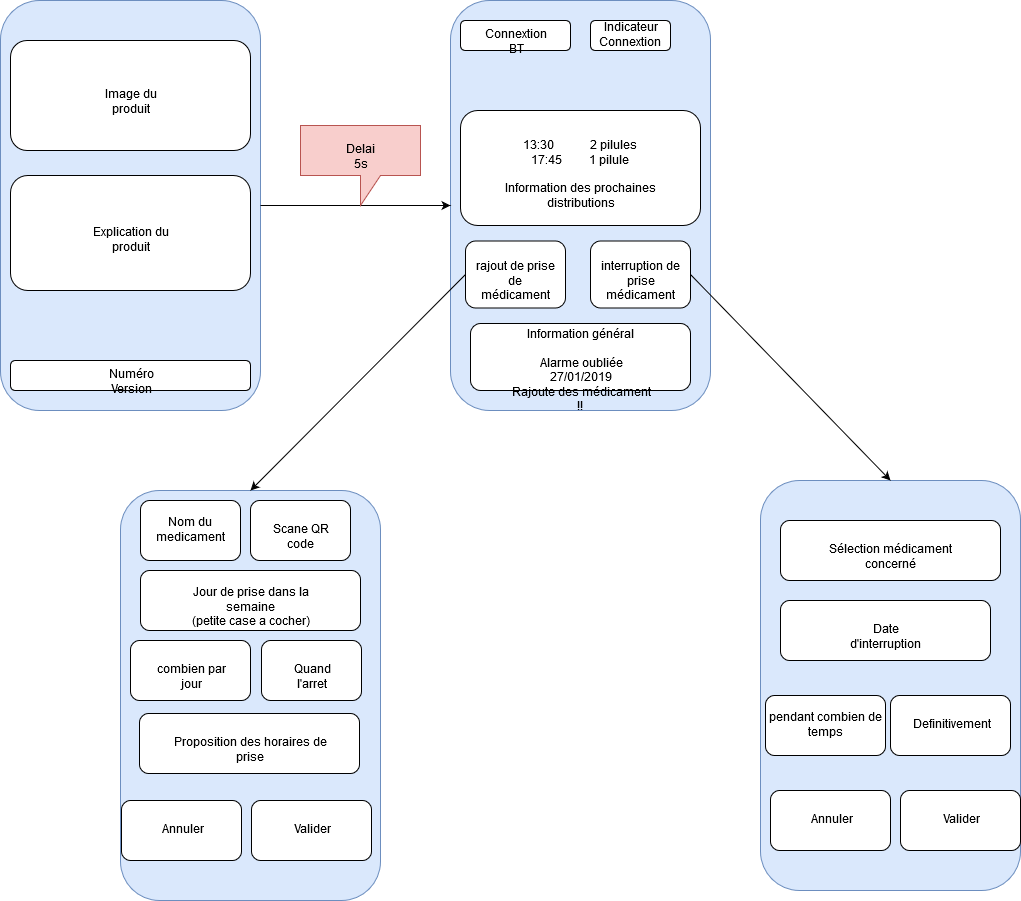 Image du
produit
Explication du
produit
Numéro
Version
Delai
5s
Connextion
BT
Indicateur
Connextion
13:30 2 pilules
17:45 1 pilule
Information des prochaines
distributions
rajout de prise
de
médicament
interruption de
prise
médicament
Information général
Alarme oubliée
27/01/2019
Rajoute des médicament
!!
Nom du
medicament
Scane QR
code
Jour de prise dans la
semaine
(petite case a cocher)
combien par
jour
Quand
l'arret
Proposition des horaires de
prise
Annuler
Valider
Sélection médicament
concerné
Date
d'interruption
pendant combien de
temps
Definitivement
Annuler
Valider